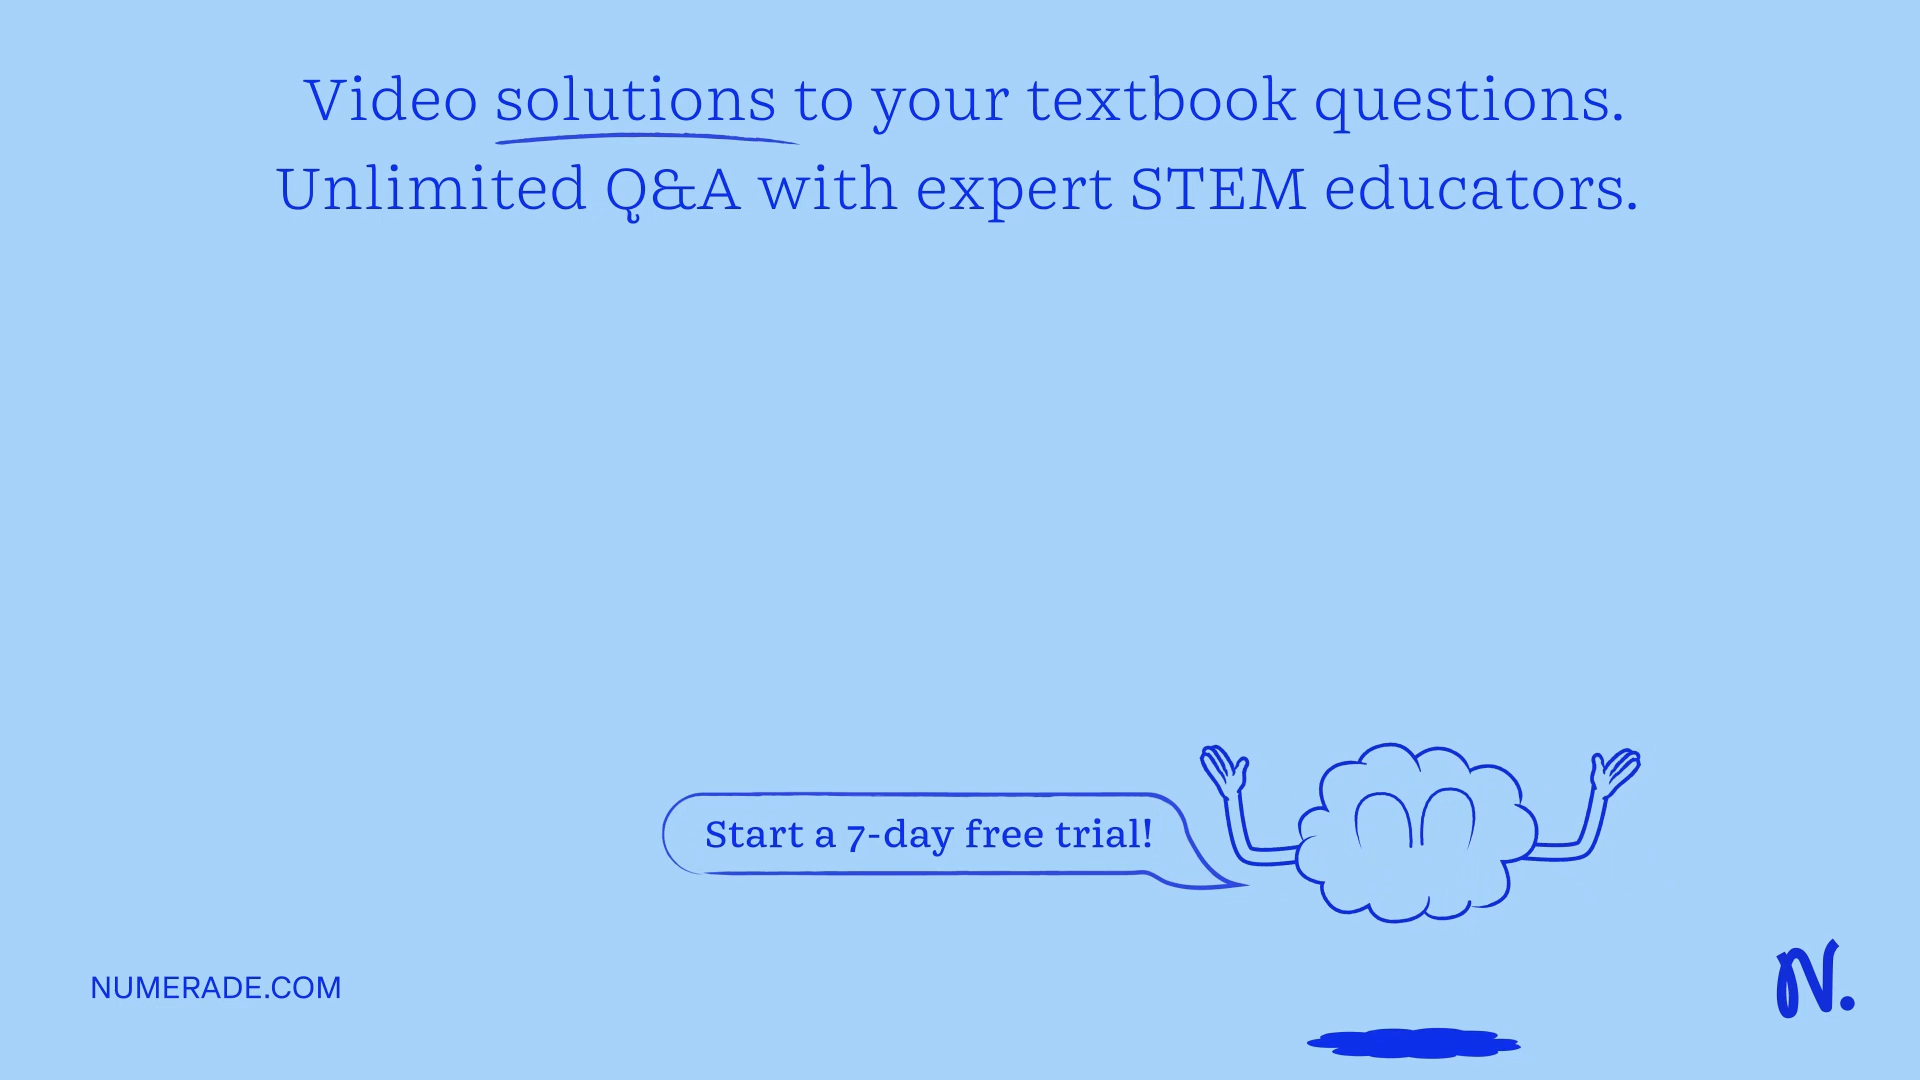 Video solutions to your textbook questions.
Unlimited Q&A with expert STEM educators.
Start a 7-day free trial!
NUMERADE.COM
N.